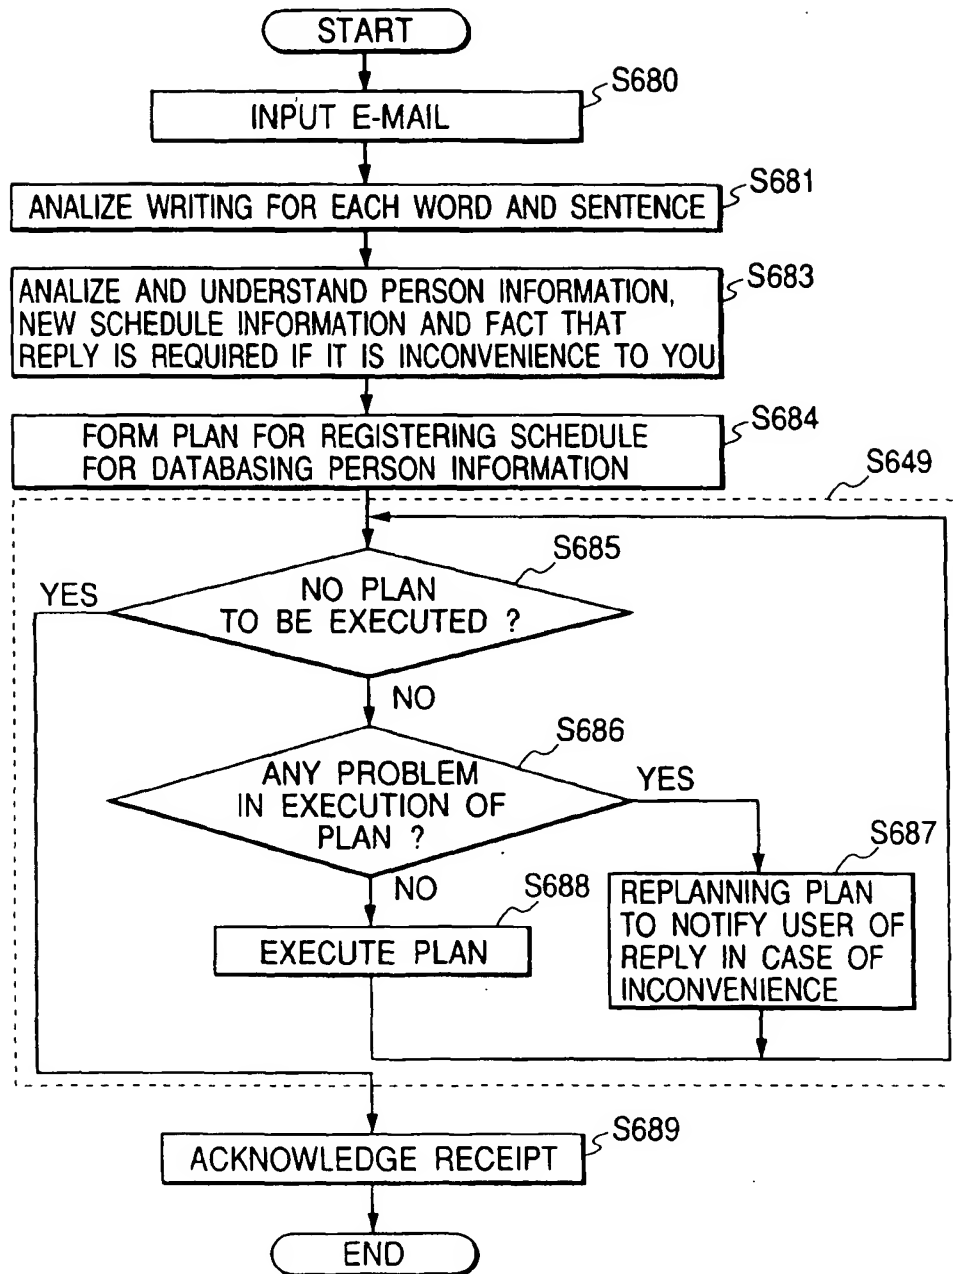 START
S680
INPUT E-MAIL
S681
ANALIZE WRITING FOR EACH WORD AND SENTENCE
S683
ANALIZE AND UNDERSTAND PERSON INFORMATION,
NEW SCHEDULE INFORMATION AND FACT THAT
REPLY IS REQUIRED IF IT IS INCONVENIENCE TO YOU
S684
FORM PLAN FOR REGISTERING SCHEDULE
FOR DATABASING PERSON INFORMATION
S649
S685
YES
NO PLAN
TO BE EXECUTED ?
NO
S686
ANY PROBLEM
IN EXECUTION OF
PLAN ?
YES
S687
NO
S688
EXECUTE PLAN
REPLANNING PLAN
TO NOTIFY USER OF
REPLY IN CASE OF
INCONVENIENCE
S689
ACKNOWLEDGE RECEIPT
END